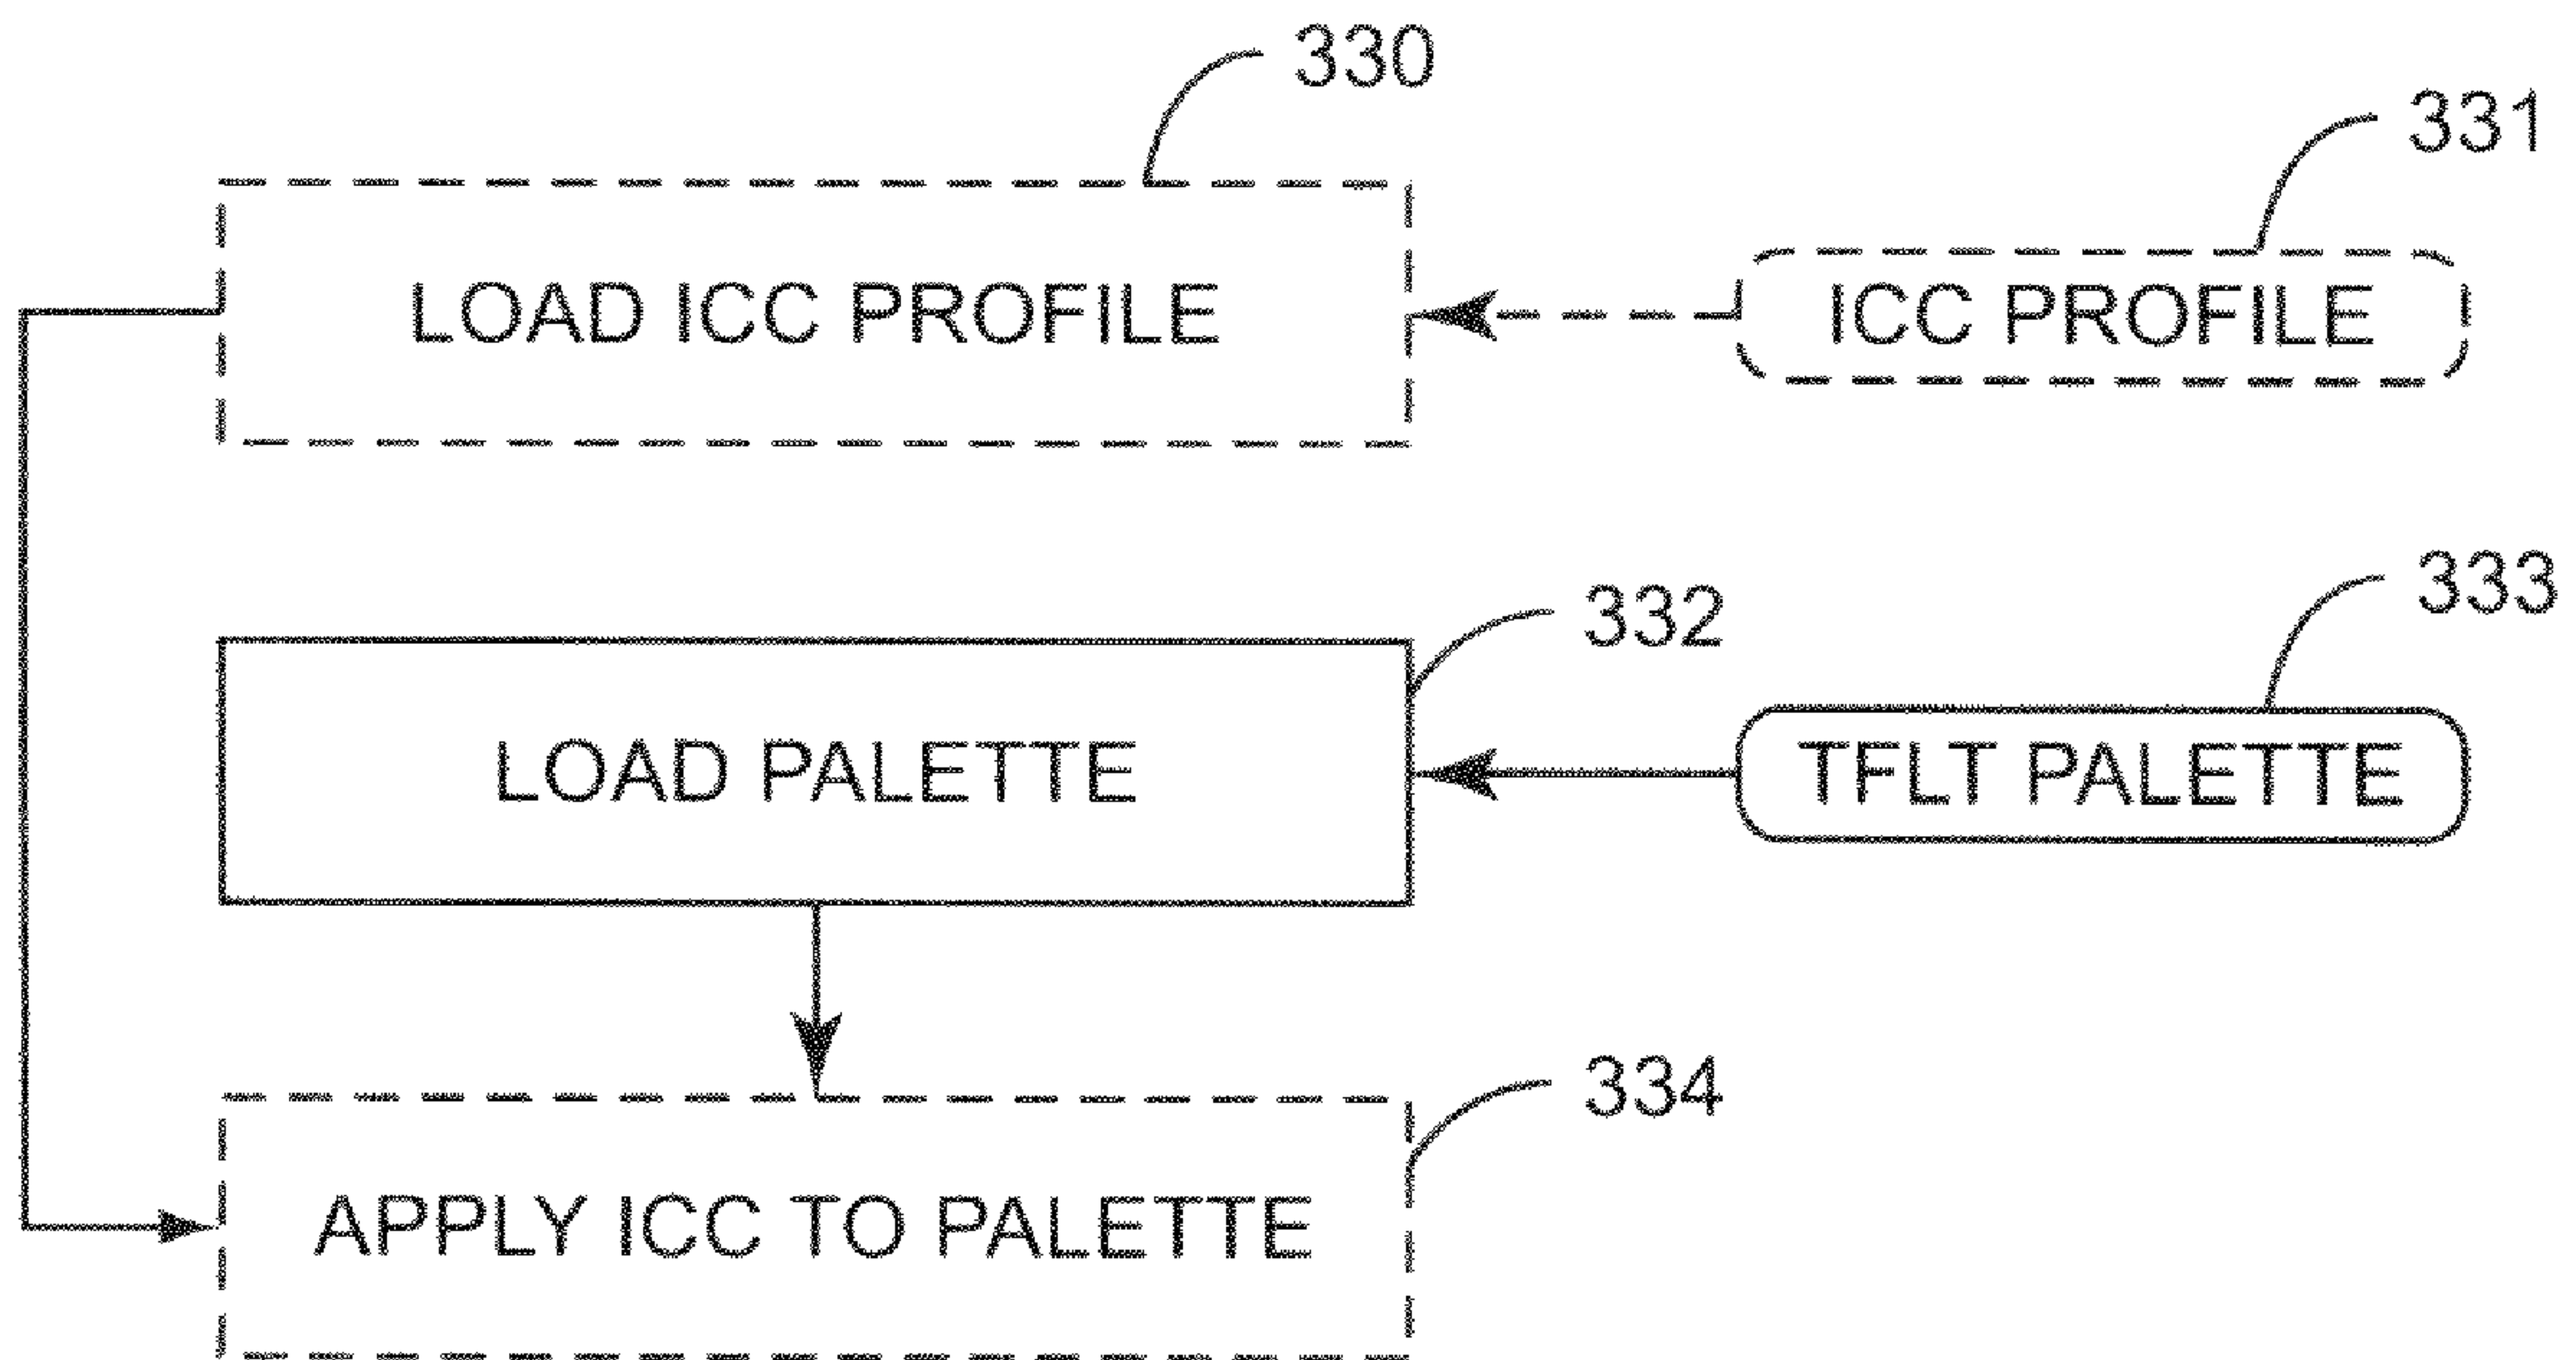 330
331
LOAD ICC PROFILE
ICC PROFILE
332
333
LOAD PALETTE
TFLT PALETTE
334
APPLY ICC TO PALETTE